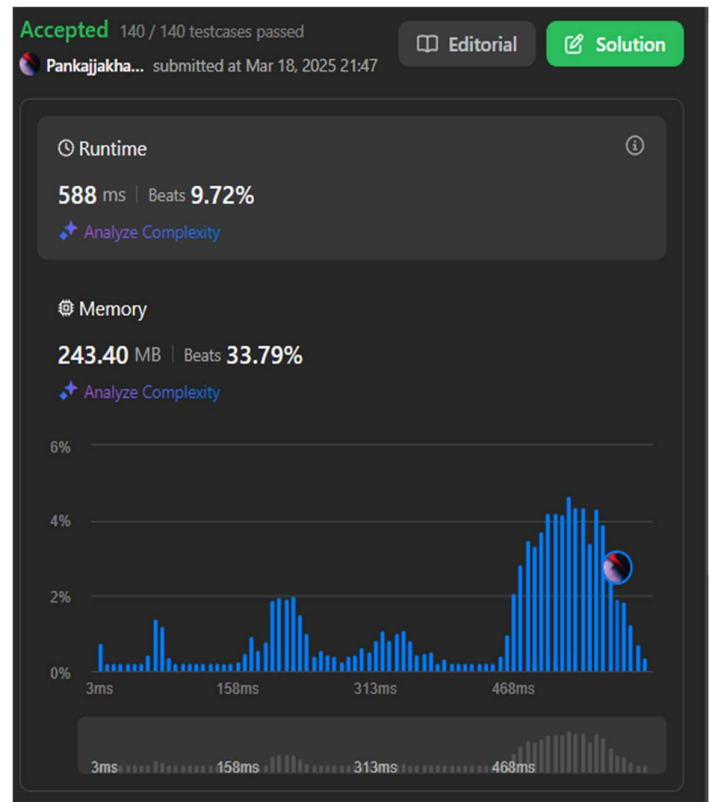 Accepted 140 / 140 testcases passed
Editorial
Solution
Pankajjakha... submitted at Mar 18, 2025 21:47
Runtime
588 ms | Beats 9.72%
Analyze Complexity
Memory
243.40 MB | Beats 33.79%
Analyze Complexity
6%
4%
2%
0%
3ms 158ms 313ms 468ms
3ms 158ms 313ms 468ms